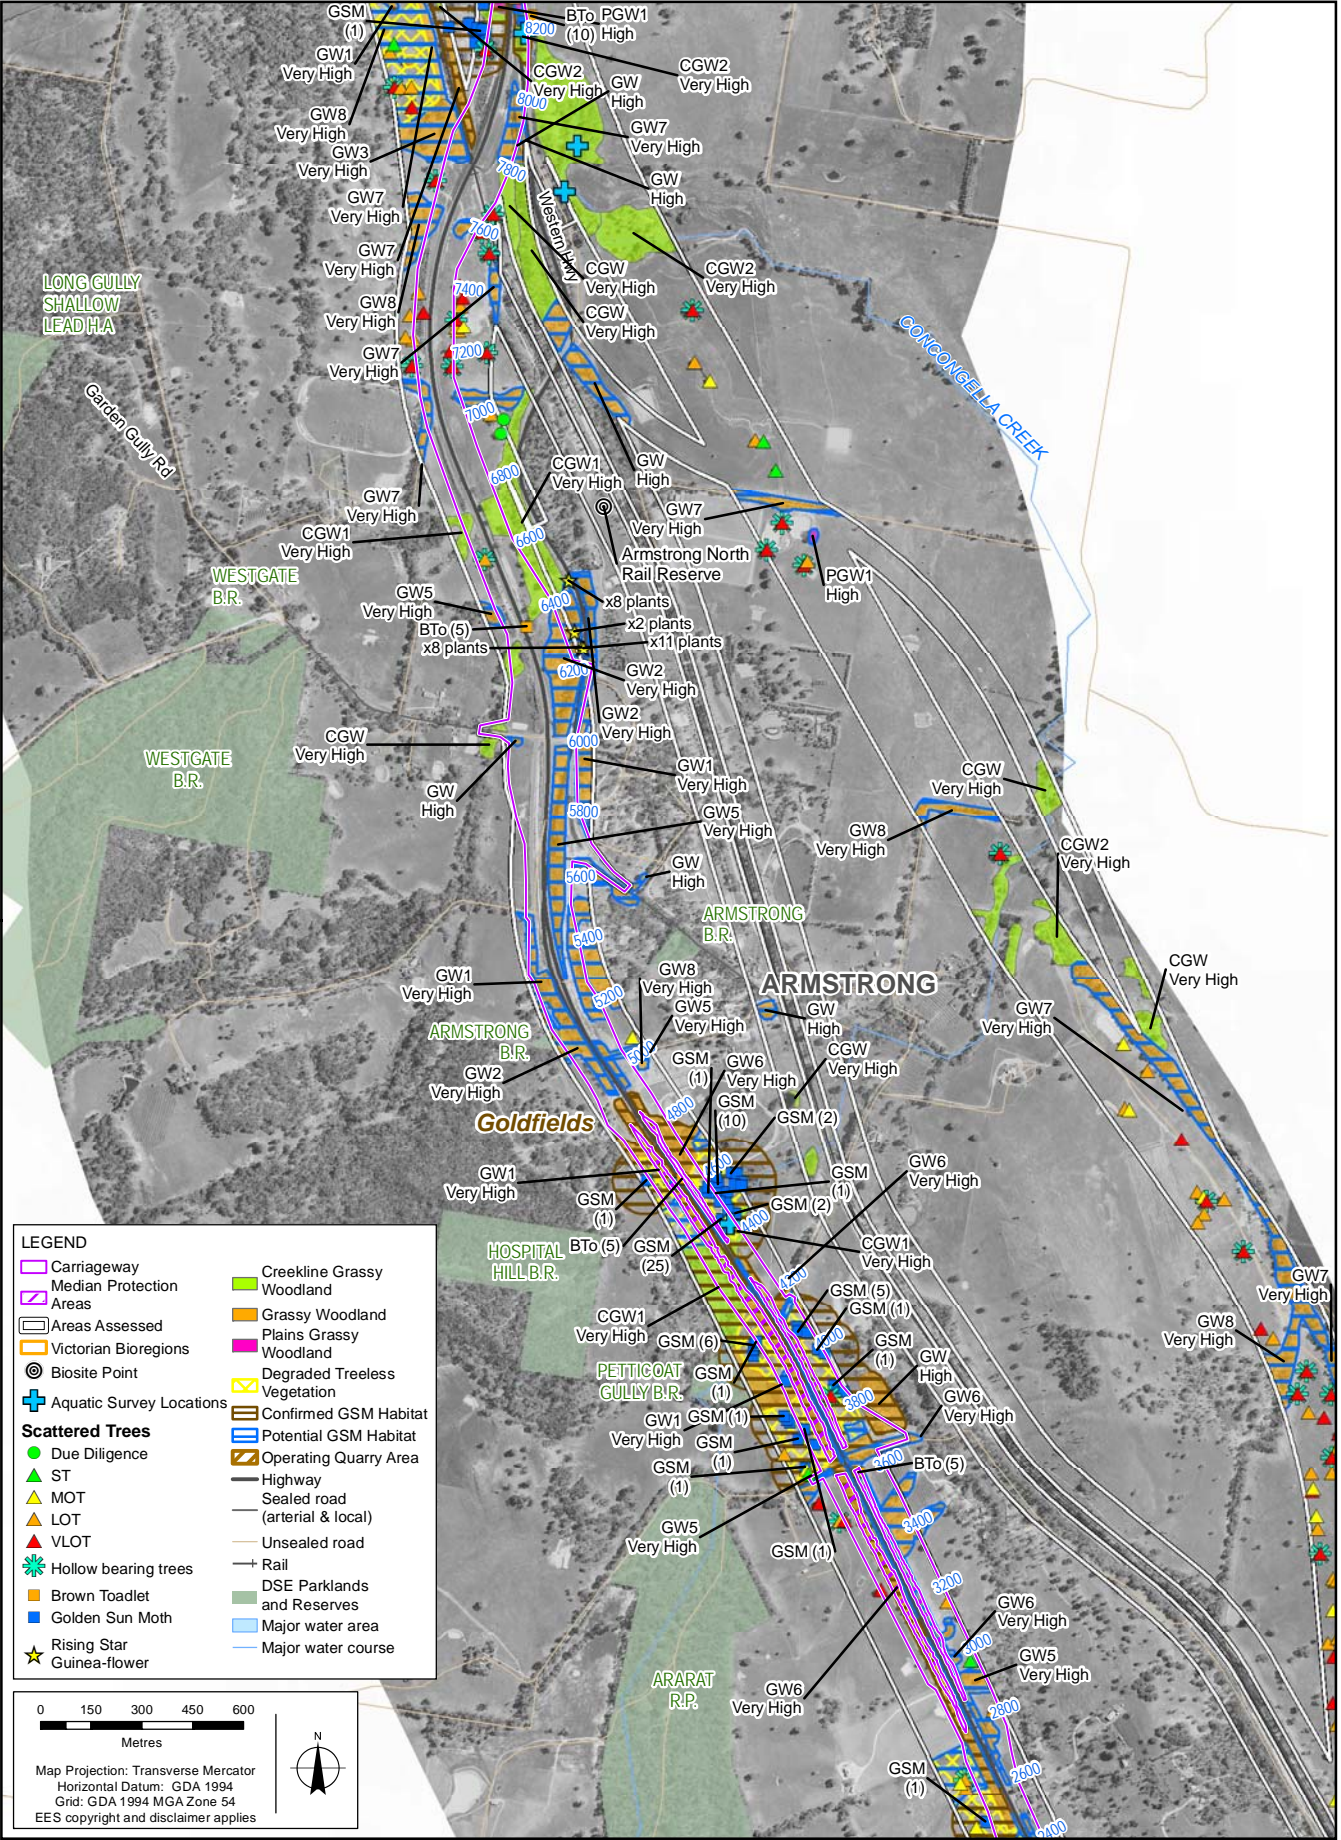 GSM
(1)
BTo
(10)
PGW1
High
8200
GW1
Very High
CGW2
Very High
GW
High
CGW2
Very High
8000
GW8
Very High
GW7
Very High
GW3
Very High
7800
GW
High
GW7
Very High
Western Hwy
7600
GW7
Very High
CGW
Very High
CGW2
Very High
LONG GULLY
SHALLOW
LEAD H.A
7400
GW8
Very High
CGW
Very High
CONCONGELLA CREEK
GW7
Very High
7200
Garden Gully Rd
7000
6800
CGW1
Very High
GW
High
GW7
Very High
GW7
Very High
CGW1
Very High
6600
Armstrong North
Rail Reserve
PGW1
High
WESTGATE
B.R.
GW5
Very High
6400
x8 plants
BTo (5)
x2 plants
x8 plants
x11 plants
6200
GW2
Very High
GW2
Very High
CGW
Very High
6000
WESTGATE
B.R.
GW1
Very High
CGW
Very High
GW
High
5800
GW5
Very High
GW8
Very High
CGW2
Very High
5600
GW
High
ARMSTRONG
B.R.
5400
GW1
Very High
GW8
Very High
ARMSTRONG
CGW
Very High
5200
GW5
Very High
GW
High
GW7
Very High
ARMSTRONG
B.R.
5000
GSM
(1)
GW6
Very High
CGW
Very High
GW2
Very High
4800
GSM
(10)
GSM (2)
Goldfields
GW1
Very High
GSM
(1)
GW6
Very High
GSM
(1)
GSM (2)
4400
BTo (5)
GSM
(25)
CGW1
Very High
HOSPITAL
HILL B.R.
4200
GW7
Very High
GSM (5)
GSM (1)
CGW1
Very High
GW8
Very High
GSM (6)
GSM
(1)
GW
High
PETTICOAT
GULLY B.R.
GSM
(1)
3800
GW6
Very High
GW1
Very High
GSM (1)
GSM
(1)
3600
BTo (5)
GSM
(1)
3400
GW5
Very High
GSM (1)
3200
GW6
Very High
3000
GW5
Very High
ARARAT
R.P.
GW6
Very High
2800
2600
GSM
(1)
2400
LEGEND
Carriageway
Median Protection
Areas
Areas Assessed
Victorian Bioregions
Biosite Point
Aquatic Survey Locations
Scattered Trees
Due Diligence
ST
MOT
LOT
VLOT
Hollow bearing trees
Brown Toadlet
Golden Sun Moth
Rising Star
Guinea-flower
Creekline Grassy
Woodland
Grassy Woodland
Plains Grassy
Woodland
Degraded Treeless
Vegetation
Confirmed GSM Habitat
Potential GSM Habitat
Operating Quarry Area
Highway
Sealed road
(arterial & local)
Unsealed road
Rail
DSE Parklands
and Reserves
Major water area
Major water course
0 150 300 450 600
Metres
N
Map Projection: Transverse Mercator
Horizontal Datum: GDA 1994
Grid: GDA 1994 MGA Zone 54
EES copyright and disclaimer applies